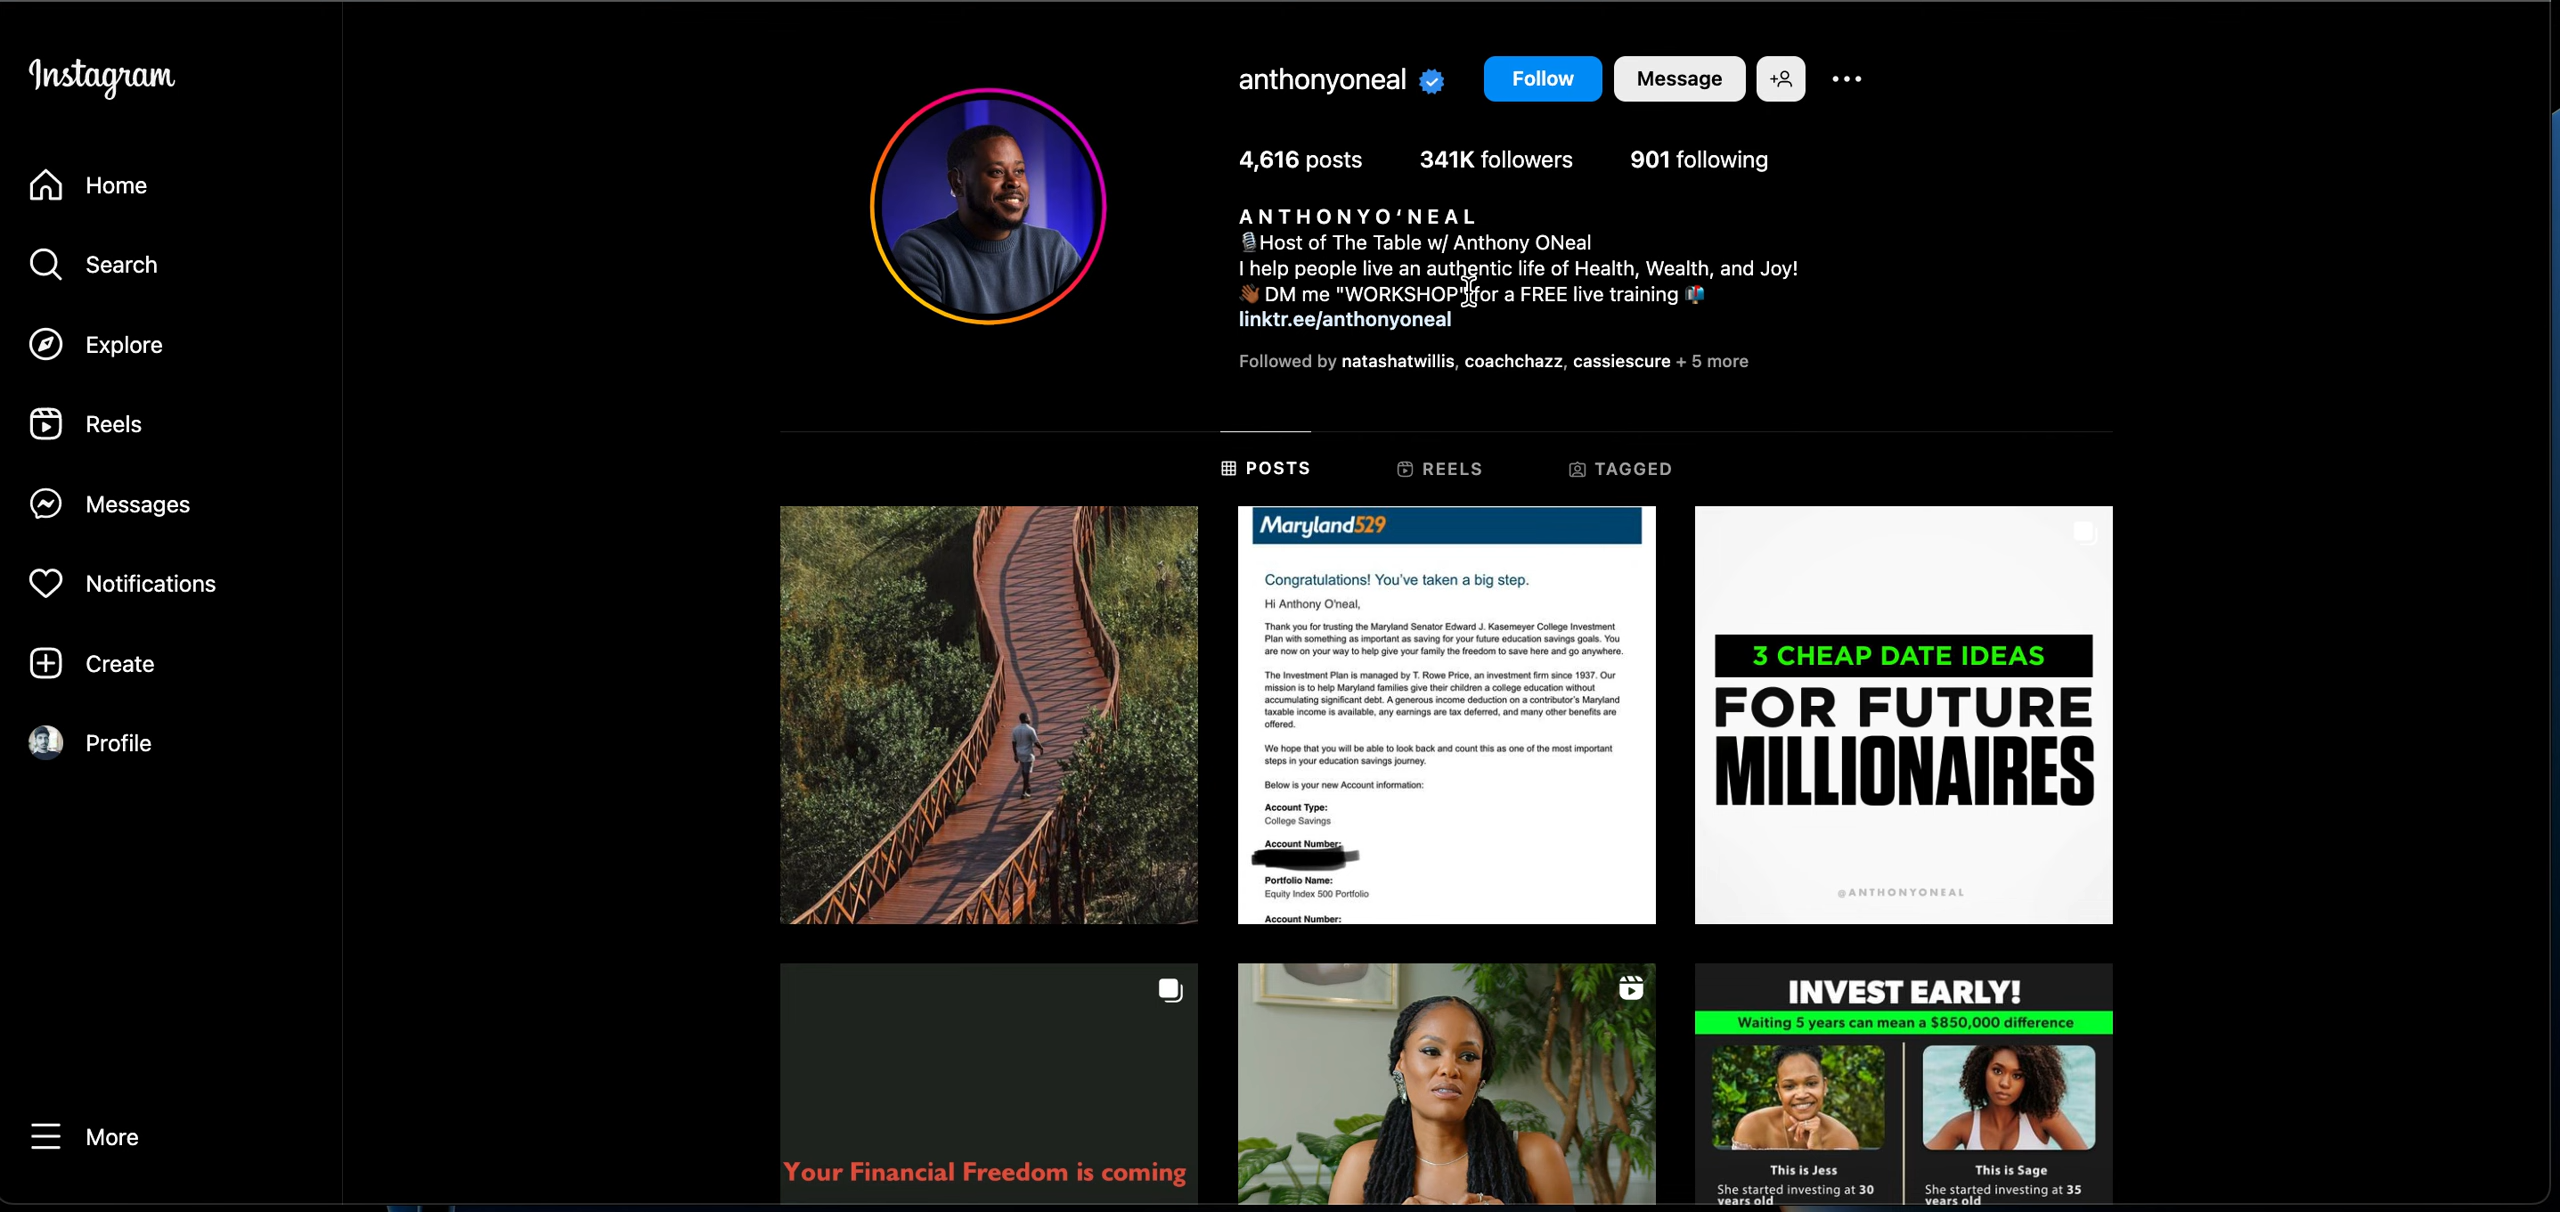 Instagram
Home
Search
Explore
Reels
Messages
Notifications
Create
Profile
More
anthonyoneal
Follow
Message
4,616 posts
341K followers
901 following
A N T H O N Y O ‘ N E A L
🎙Host of The Table w/ Anthony ONeal
I help people live an authentic life of Health, Wealth, and Joy!
👋🏾 DM me "WORKSHOP" for a FREE live training 📬
linktr.ee/anthonyoneal
Followed by natashatwillis, coachchazz, cassiescure + 5 more
POSTS
REELS
TAGGED
Maryland529
Congratulations! You’ve taken a big step.
Hi Anthony O'neal,
Thank you for trusting the Maryland Senator Edward J. Kasemeyer College Investment
Plan with something as important as saving for your future education savings goals. You
are now on your way to help give your family the freedom to save here and go anywhere.
The Investment Plan is managed by T. Rowe Price, an investment firm since 1937. Our
mission is to help Maryland families give their children a college education without
accumulating significant debt. A generous income deduction on a contributor’s Maryland
taxable income is available, any earnings are tax deferred, and many other benefits are
offered.
We hope that you will be able to look back and count this as one of the most important
steps in your education savings journey.
Below is your new Account information:
Account Type:
College Savings
Account Number:
Portfolio Name:
Equity Index 500 Portfolio
Account Number:
3 CHEAP DATE IDEAS
FOR FUTURE
MILLIONAIRES
@ANTHONYONEAL
Your Financial Freedom is coming
INVEST EARLY!
Waiting 5 years can mean a $850,000 difference
This is Jess
She started investing at 30
years old
This is Sage
She started investing at 35
years old